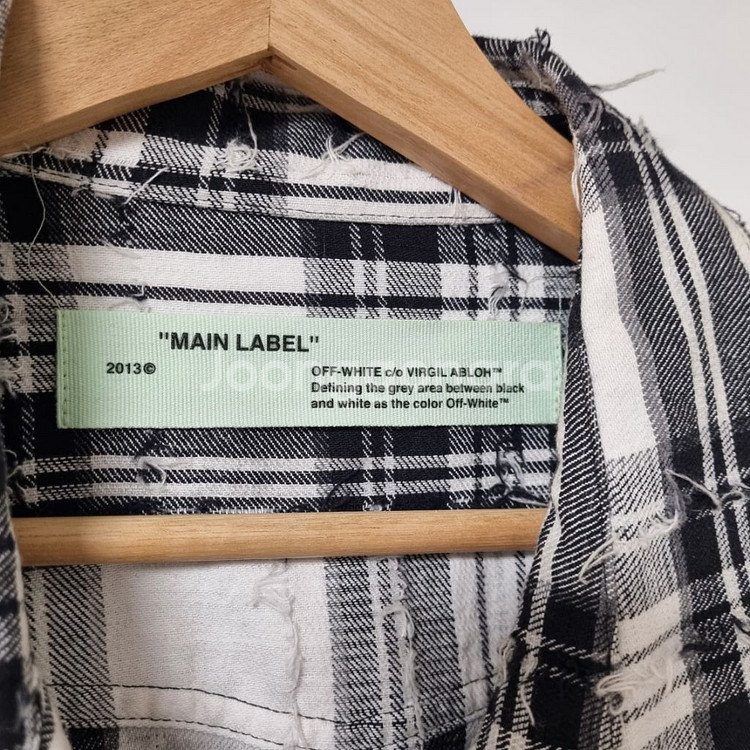 "MAIN LABEL"
2013©
OFF-WHITE c/o VIRGIL ABLOH™
Defining the grey area between black
and white as the color Off-White™